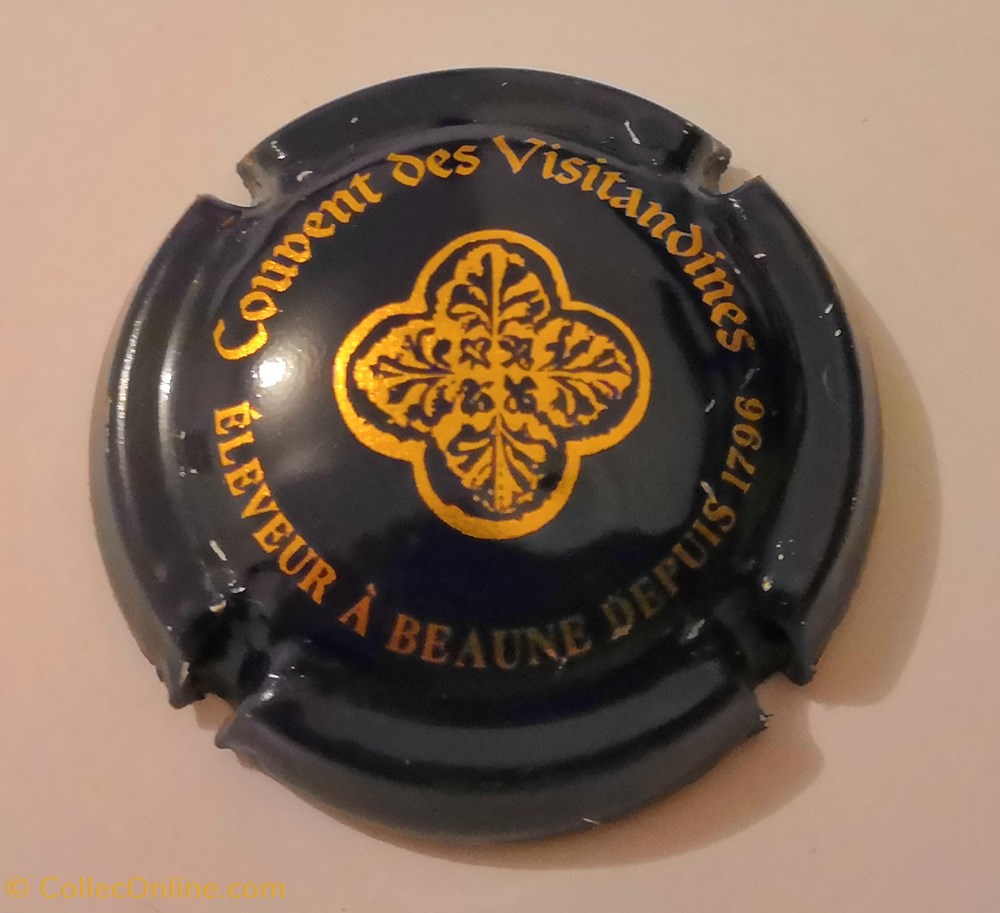 Couvent des Visitandines
ÉLEVEUR À BEAUNE DEPUIS 1796
© CollecOnline.com